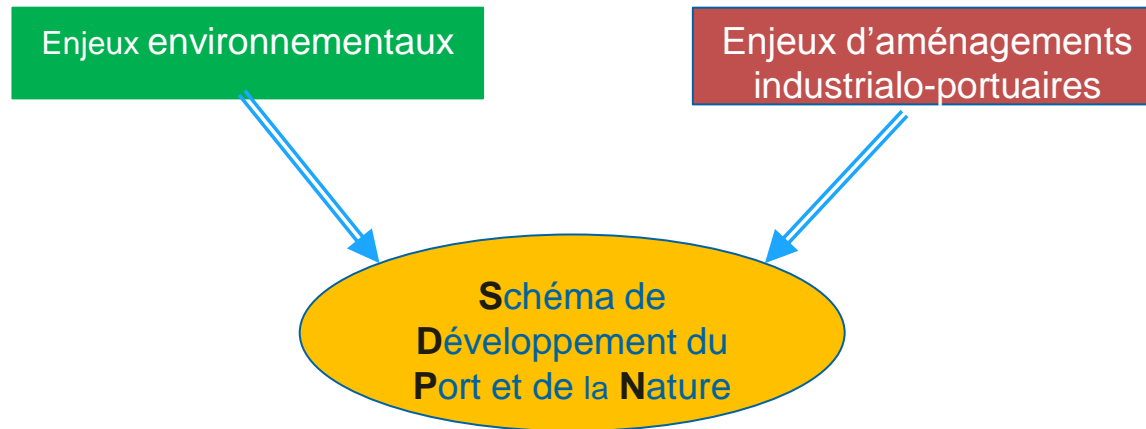 Enjeux environnementaux
Enjeux d’aménagements
industrialo-portuaires
Schéma de
Développement du
Port et de la Nature